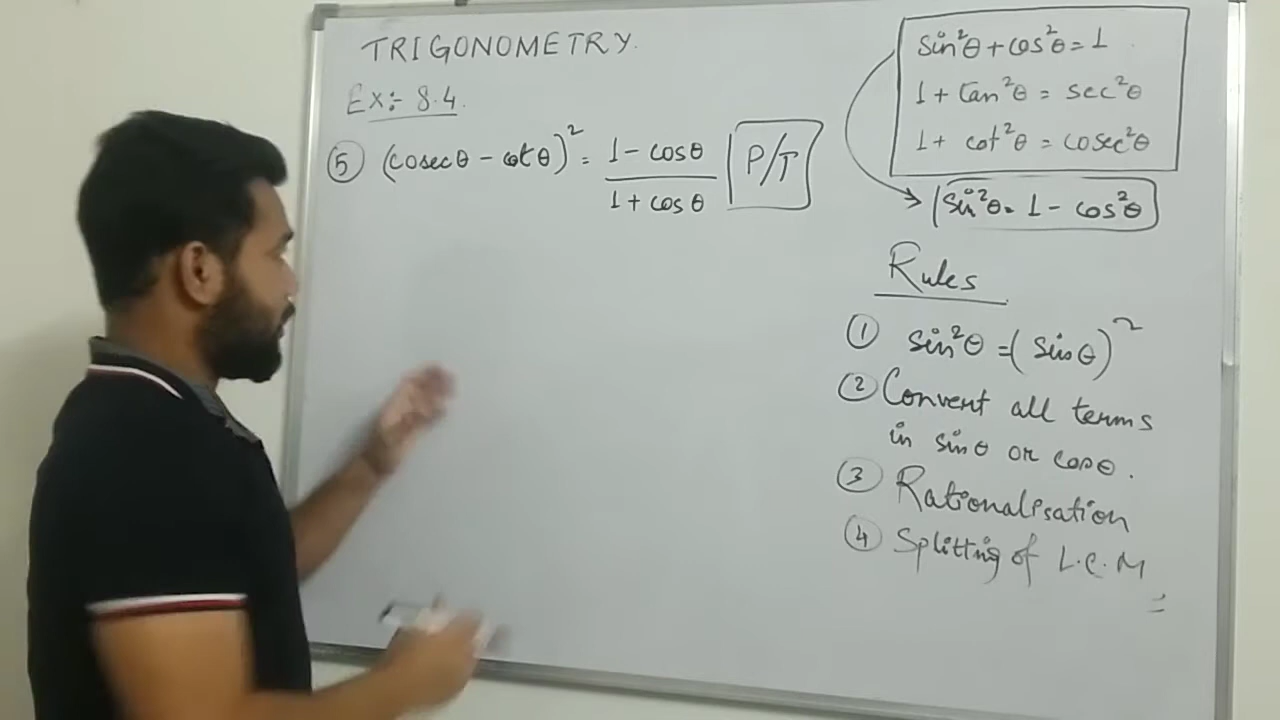 TRIGONOMETRY.
Ex:- 8.4.
⑤ (cosecθ - cotθ)² = (1 - cosθ)/(1 + cosθ) | P/T
sin²θ + cos²θ = 1
1 + tan²θ = sec²θ
1 + cot²θ = cosec²θ
sin²θ = 1 - cos²θ
Rules
① sin²θ = (sinθ)²
② Convert all terms
in sinθ or cosθ.
③ Rationalisation
④ Splitting of L.C.M